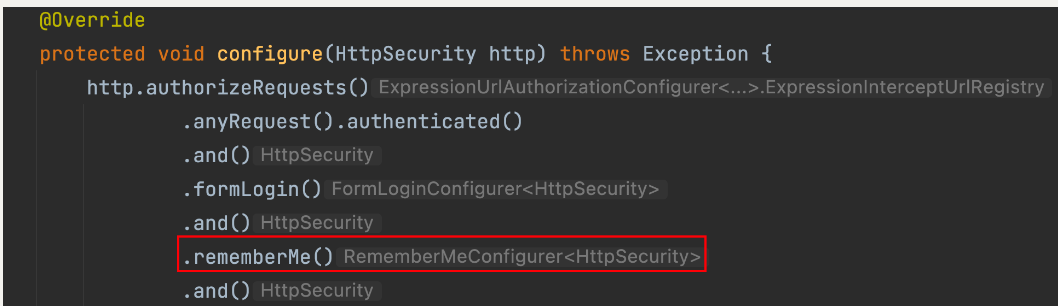 @Override
protected void configure(HttpSecurity http) throws Exception {
http.authorizeRequests() ExpressionUrlAuthorizationConfigurer<...>.ExpressionInterceptUrlRegistry
.anyRequest().authenticated()
.and() HttpSecurity
.formLogin() FormLoginConfigurer<HttpSecurity>
.and() HttpSecurity
.rememberMe() RememberMeConfigurer<HttpSecurity>
.and() HttpSecurity